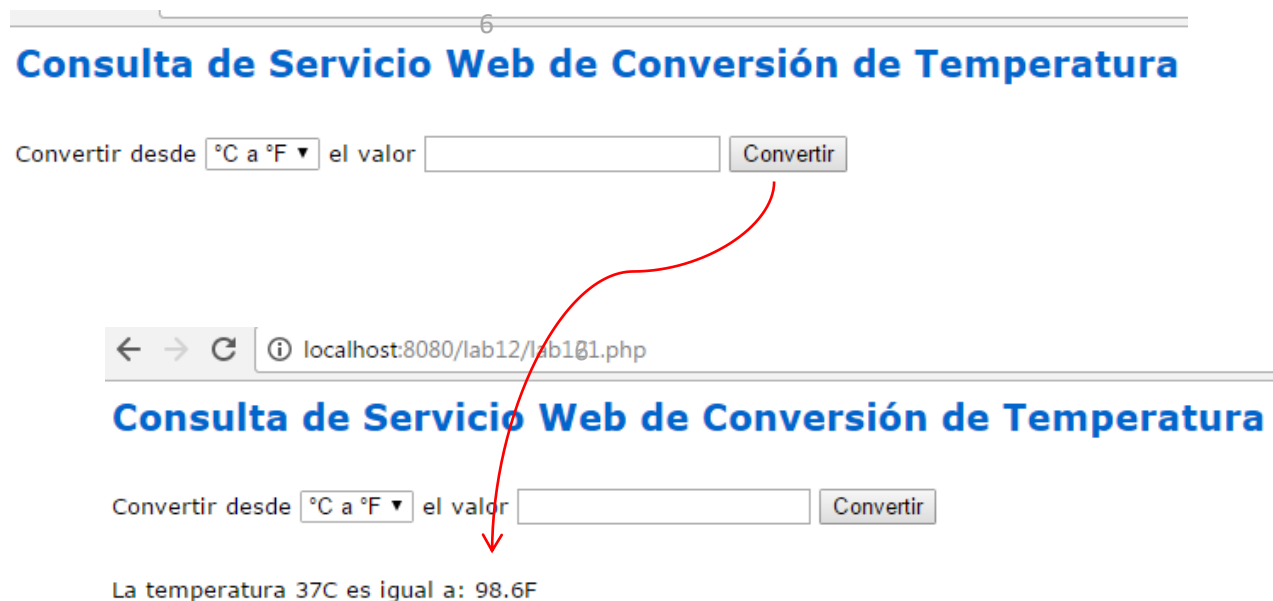 6
Consulta de Servicio Web de Conversión de Temperatura
Convertir desde °C a °F ▼ el valor Convertir
localhost:8080/lab12/
Consulta de Servicio Web de Conversión de Temperatura
Convertir desde °C a °F ▼ el valor Convertir
La temperatura 37C es igual a: 98.6F